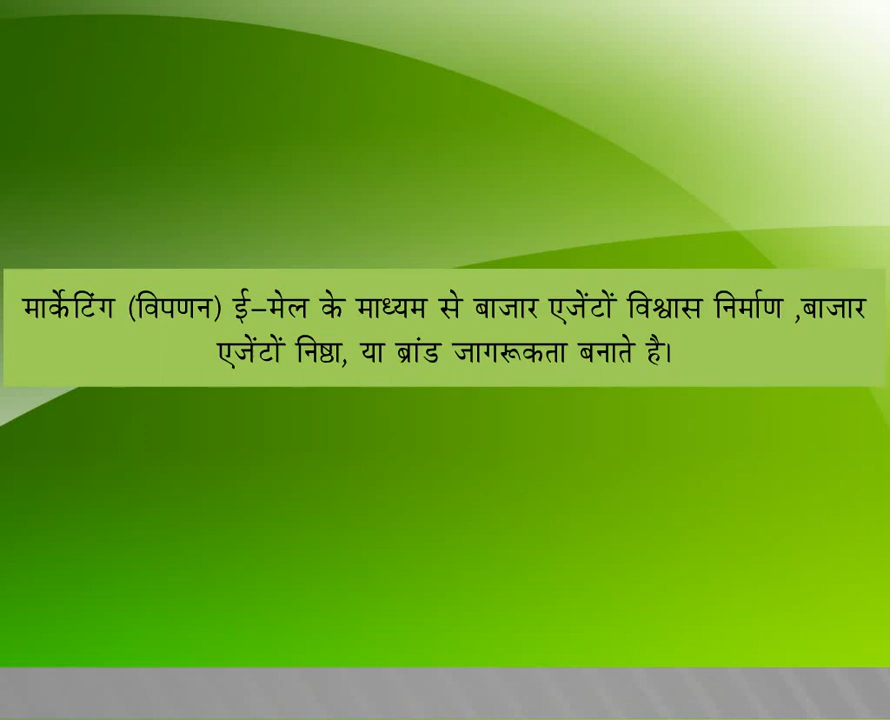 मार्केटिंग (विपणन) ई–मेल के माध्यम से बाजार एजेंटों विश्वास निर्माण ,बाजार
एजेंटों निष्ठा, या ब्रांड जागरूकता बनाते है।